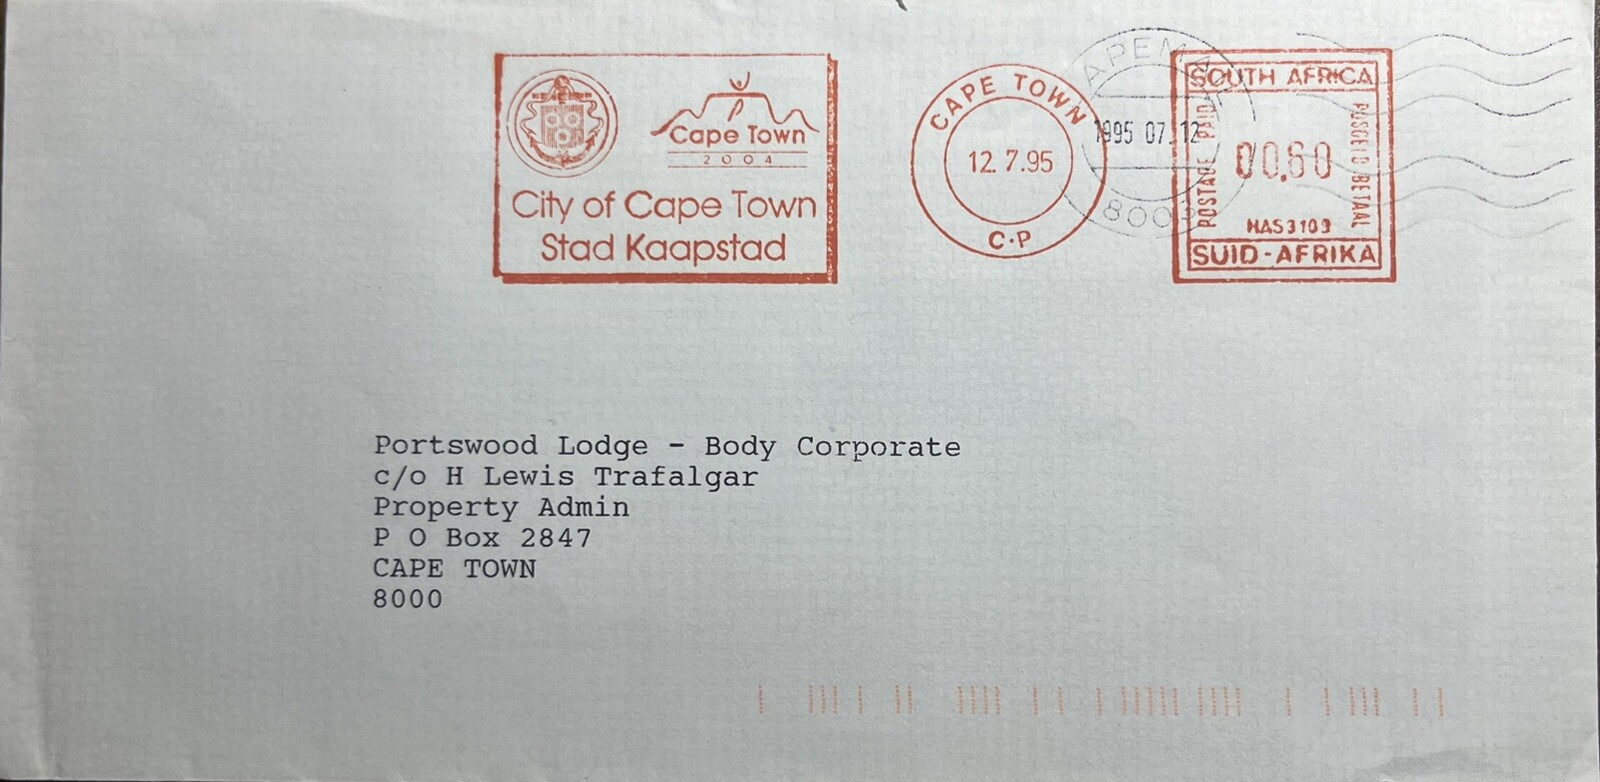 Cape Town
2004
City of Cape Town
Stad Kaapstad
CAPE TOWN
12.7.95
C·P
1995 07.12
SOUTH AFRICA
POSTAGE PAID
00.60
POSGELD BETAAL
HAS3103
SUID-AFRIKA
Portswood Lodge - Body Corporate
c/o H Lewis Trafalgar
Property Admin
P O Box 2847
CAPE TOWN
8000